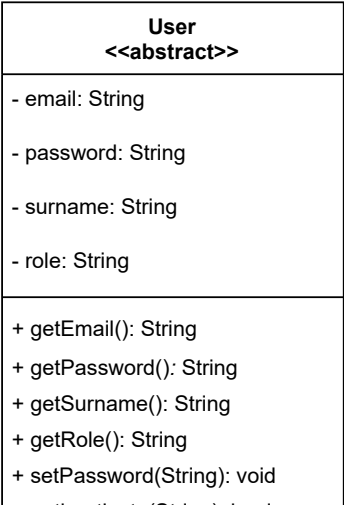 User
<<abstract>>
- email: String
- password: String
- surname: String
- role: String
+ getEmail(): String
+ getPassword(): String
+ getSurname(): String
+ getRole(): String
+ setPassword(String): void